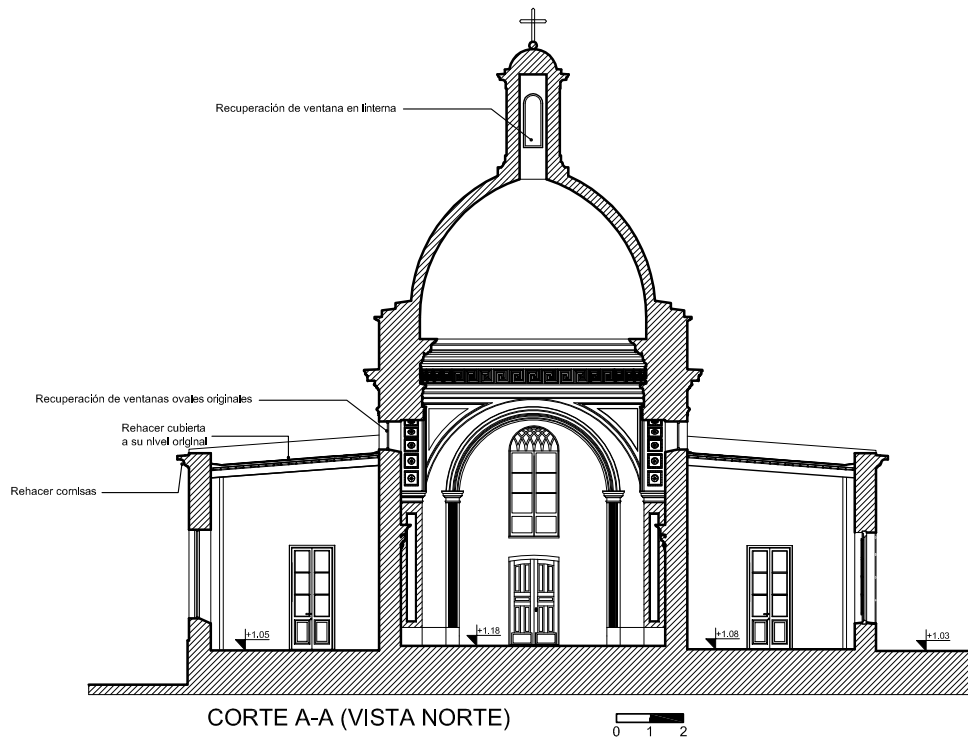 Recuperación de ventana en linterna
Recuperación de ventanas ovales originales
Rehacer cubierta
a su nivel original
Rehacer cornisas
+1.05
+1.18
+1.08
+1.03
CORTE A-A (VISTA NORTE)
0 1 2